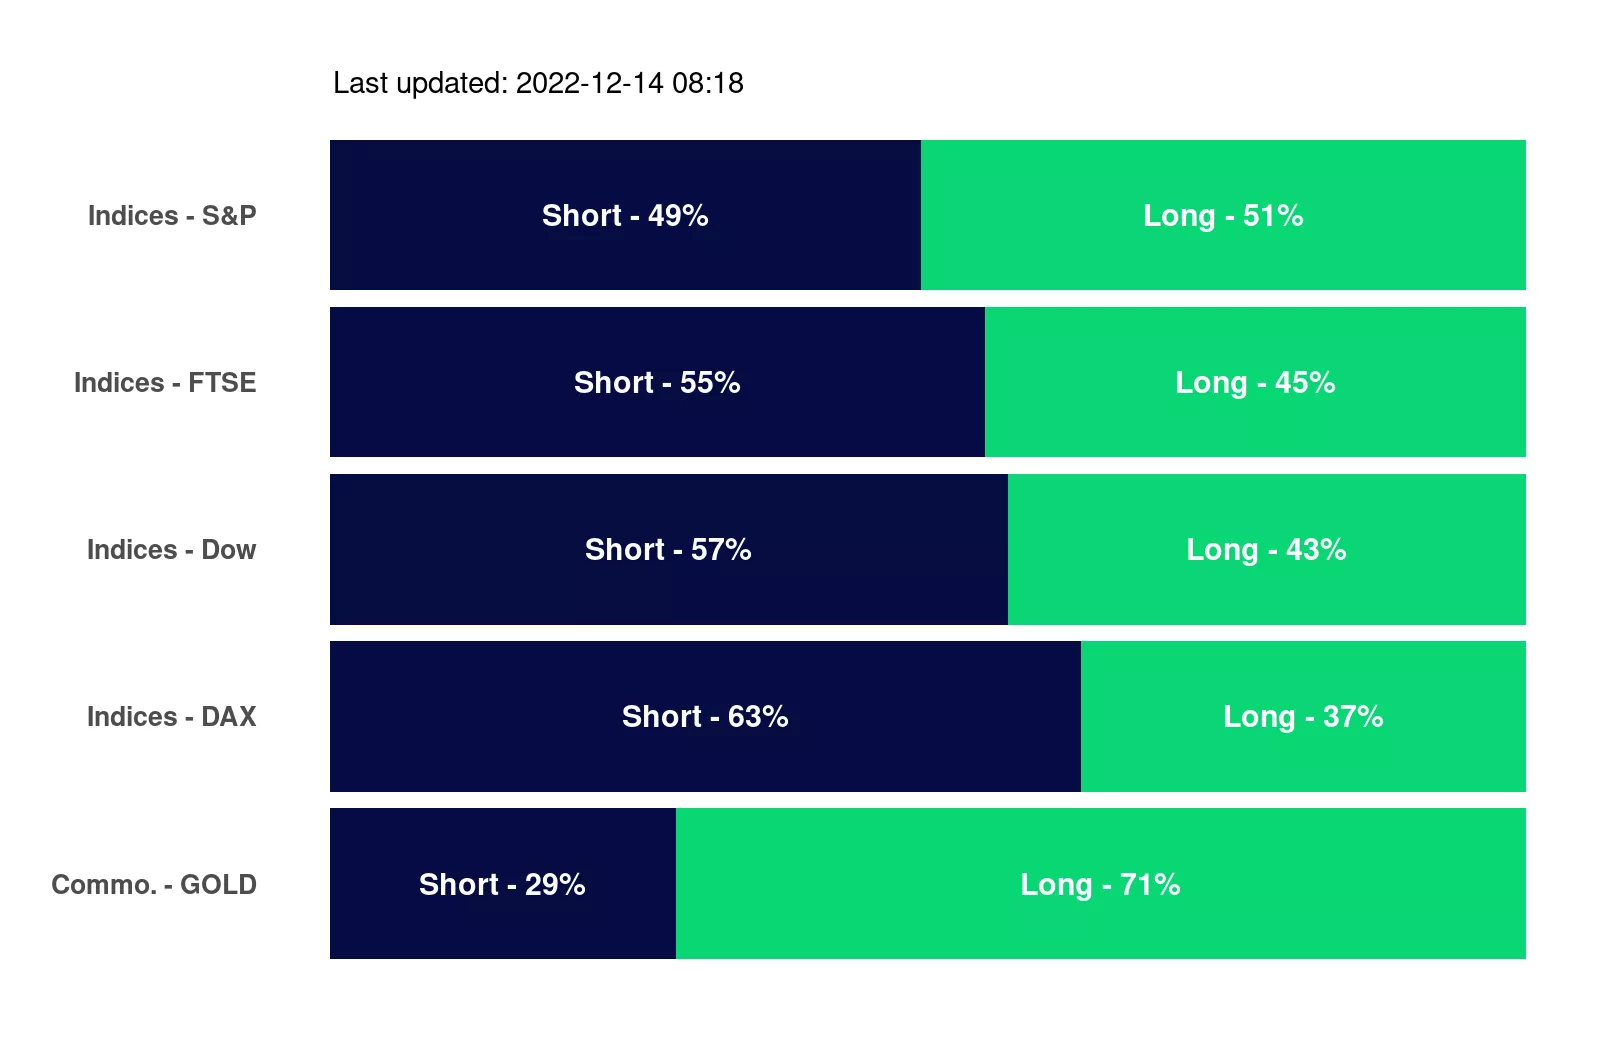 Last updated: 2022-12-14 08:18
Indices - S&P Short - 49% Long - 51%
Indices - FTSE Short - 55% Long - 45%
Indices - Dow Short - 57% Long - 43%
Indices - DAX Short - 63% Long - 37%
Commo. - GOLD Short - 29% Long - 71%